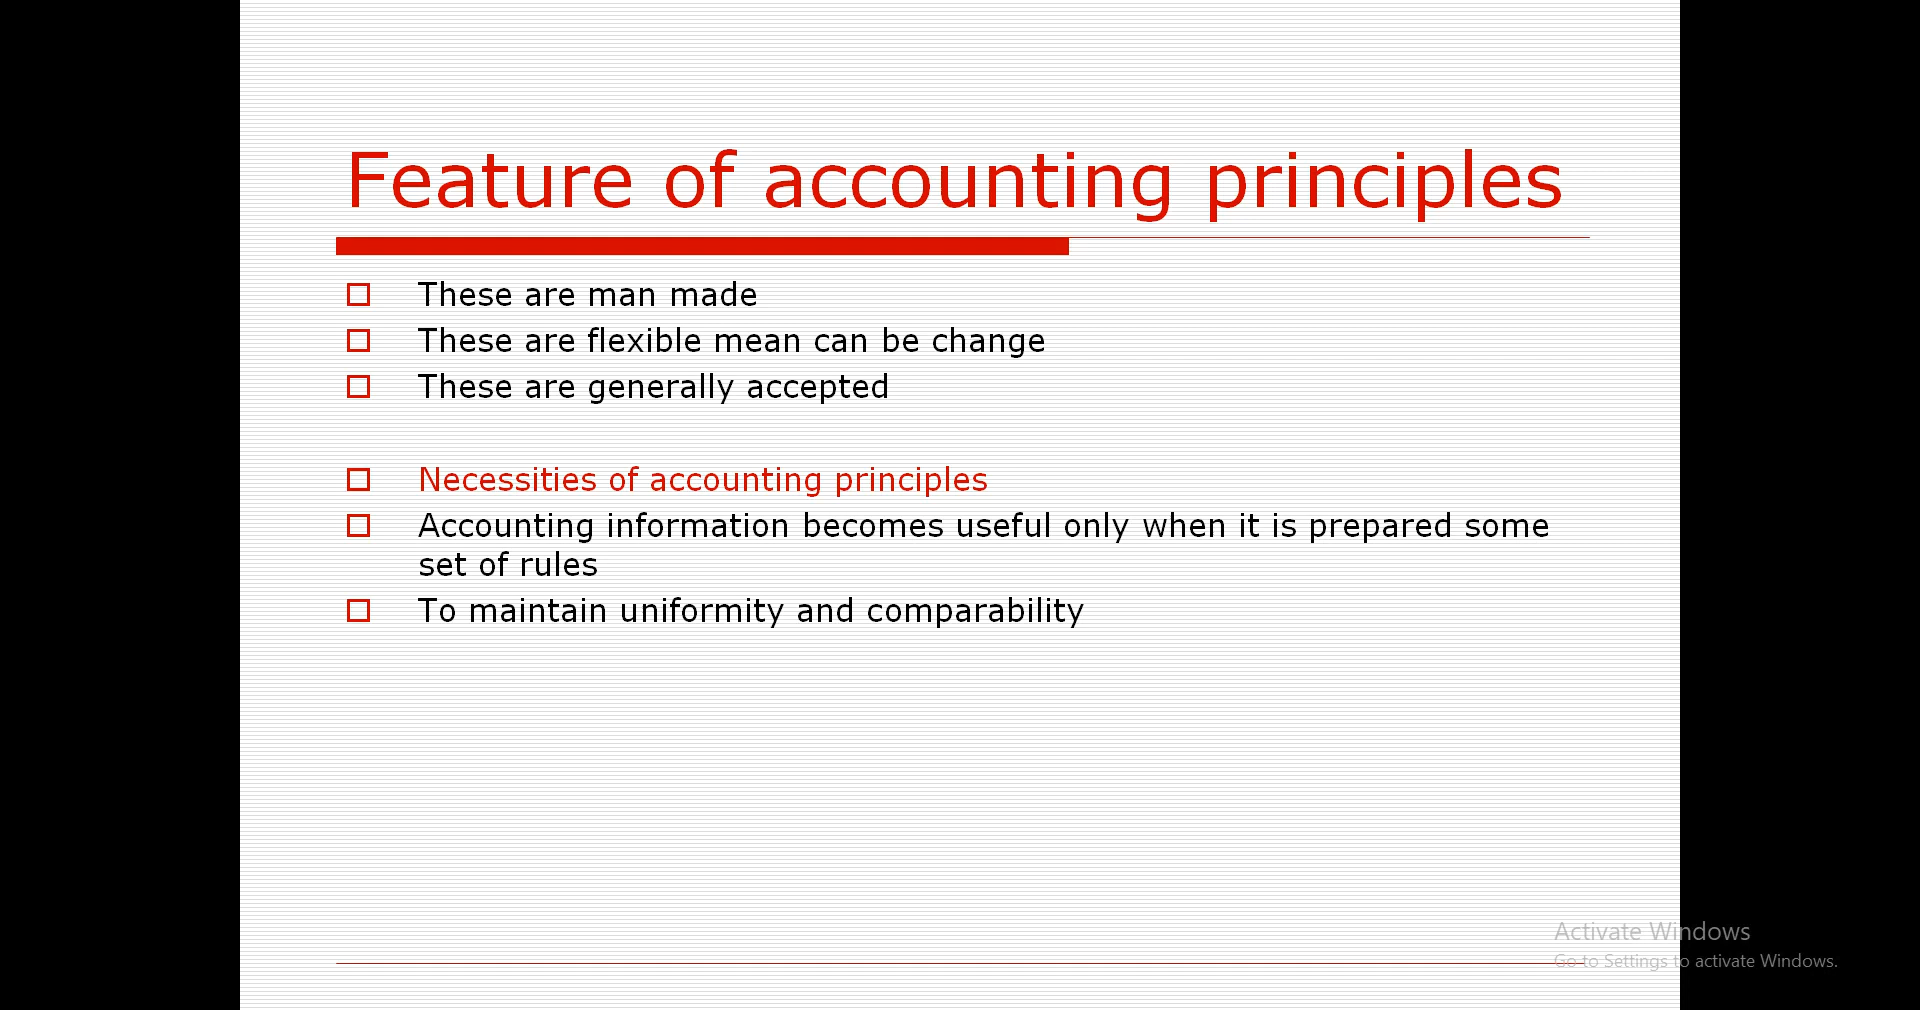 Feature of accounting principles
These are man made
These are flexible mean can be change
These are generally accepted
Necessities of accounting principles
Accounting information becomes useful only when it is prepared some
set of rules
To maintain uniformity and comparability
Activate Windows
Go to Settings to activate Windows.